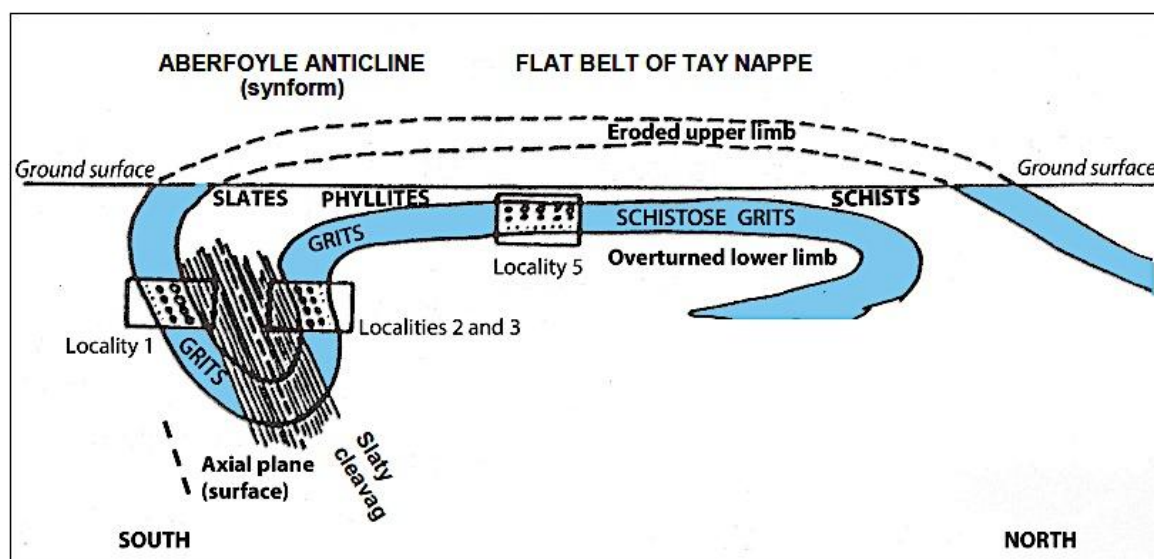 ABERFOYLE ANTICLINE
(synform)
FLAT BELT OF TAY NAPPE
Eroded upper limb
Ground surface
Ground surface
SLATES
PHYLLITES
SCHISTS
GRITS
SCHISTOSE GRITS
Locality 5
Overturned lower limb
Locality 1
Localities 2 and 3
GRITS
Axial plane
(surface)
Slaty
cleavag
SOUTH
NORTH